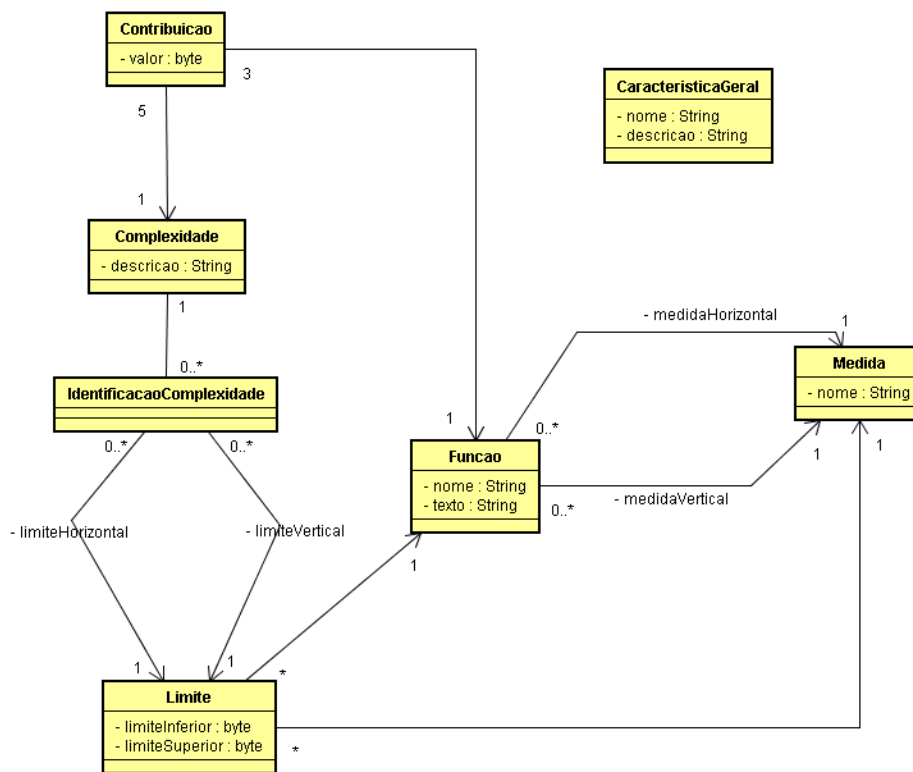 Contribuicao
- valor : byte
3
5
CaracteristicaGeral
- nome : String
- descricao : String
1
Complexidade
- descricao : String
1
0..*
IdentificacaoComplexidade
0..*
0..*
- medidaHorizontal
1
Medida
- nome : String
1
0..*
Funcao
- nome : String
- texto : String
1
1
- medidaVertical
0..*
- limiteHorizontal
- limiteVertical
1
1
1
*
Limite
- limiteInferior : byte
- limiteSuperior : byte
*